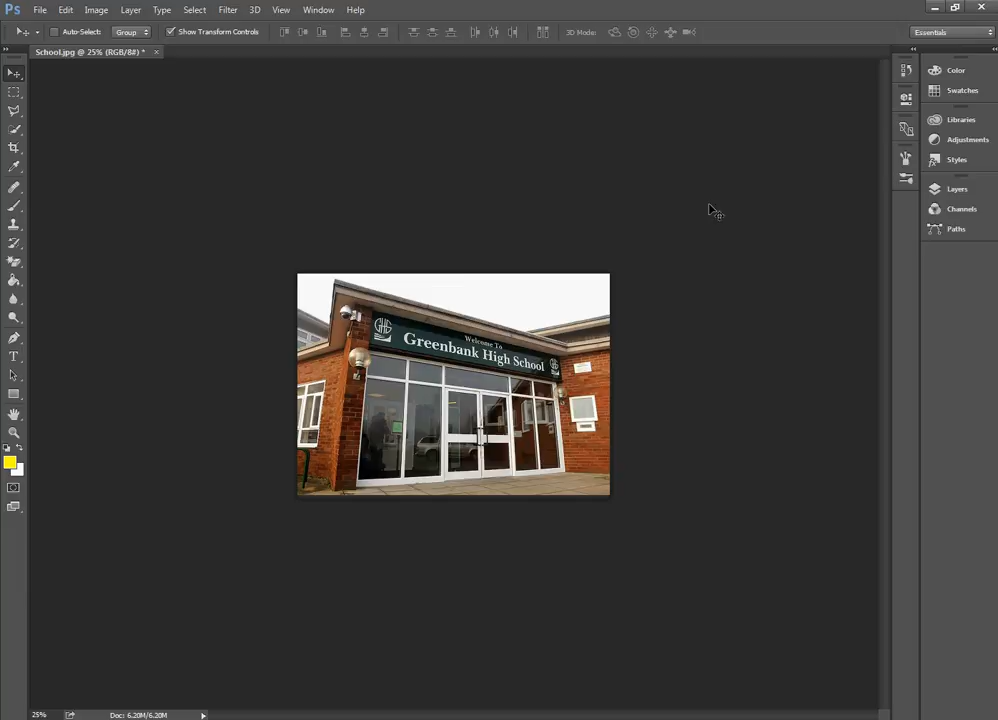 Ps File Edit Image Layer Type Select Filter 3D View Window Help
Auto-Select: Group Show Transform Controls 3D Mode: Essentials
School.jpg @ 25% (RGB/8#) * ×
Color
Swatches
Libraries
Adjustments
Styles
Layers
Channels
Paths
GHS
Welcome To
Greenbank High School
T
25% Doc: 6.20M/6.20M